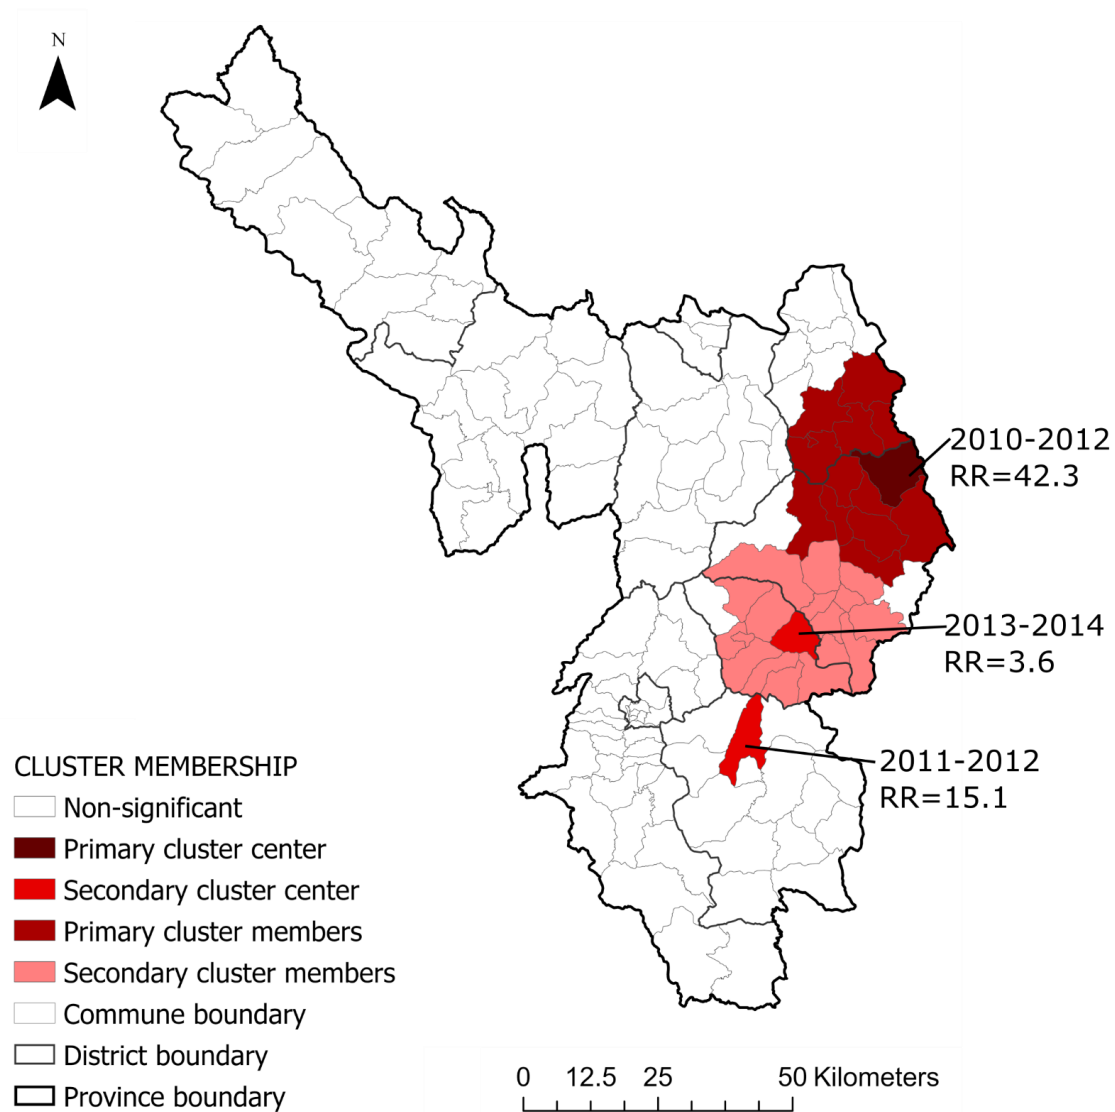 N
2010-2012
RR=42.3
2013-2014
RR=3.6
2011-2012
RR=15.1
CLUSTER MEMBERSHIP
Non-significant
Primary cluster center
Secondary cluster center
Primary cluster members
Secondary cluster members
Commune boundary
District boundary
Province boundary
0 12.5 25 50 Kilometers